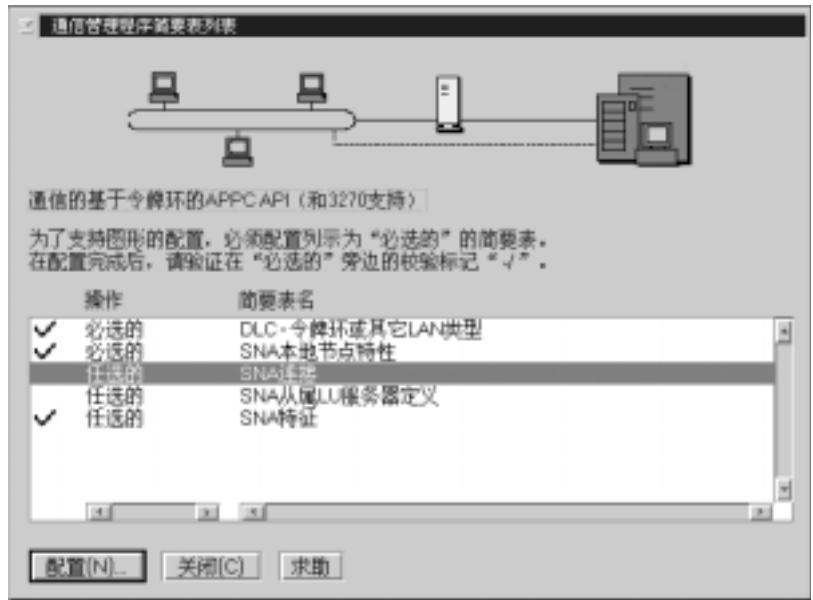 通信管理程序简要表列表
通信的基于令牌环的APPC API（和3270支持）
为了支持图形的配置，必须配置列示为“必选的”的简要表。
在配置完成后，请验证在“必选的”旁边的校验标记“√”。
操作 简要表名
✓ 必选的 DLC - 令牌环或其它LAN类型
✓ 必选的 SNA本地节点特性
任选的 SNA连接
任选的 SNA从属LU服务器定义
✓ 任选的 SNA特征
配置(N)... 关闭(C) 求助